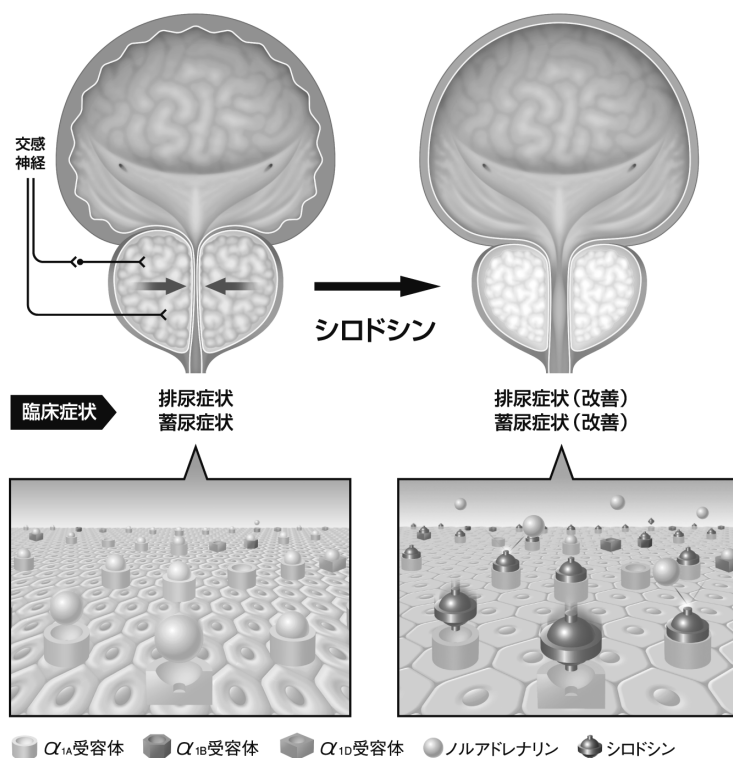 交感
神経
シロドシン
臨床症状
排尿症状
蓄尿症状
排尿症状(改善)
蓄尿症状(改善)
α1A受容体 α1B受容体 α1D受容体 ノルアドレナリン シロドシン